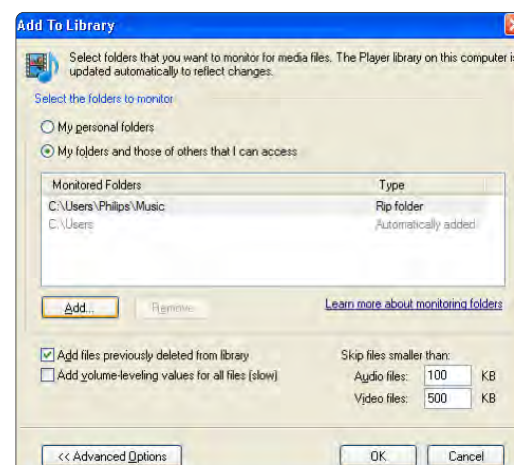 Add To Library
Select folders that you want to monitor for media files. The Player library on this computer is
updated automatically to reflect changes.
Select the folders to monitor
My personal folders
My folders and those of others that I can access
Monitored Folders Type
C:\Users\Philips\Music Rip folder
C:\Users Automatically added
Add... Remove Learn more about monitoring folders
Add files previously deleted from library Skip files smaller than:
Add volume-leveling values for all files (slow) Audio files: 100 KB
Video files: 500 KB
<< Advanced Options OK Cancel